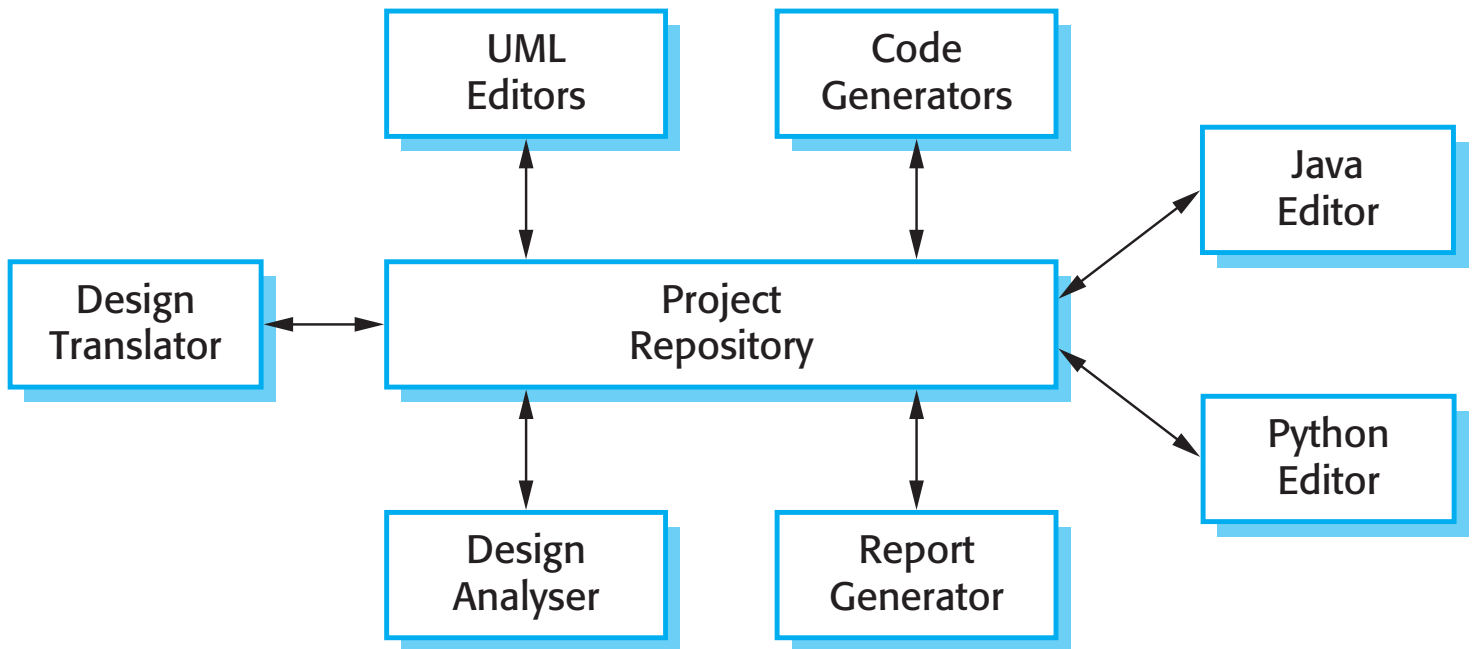 UML
Editors
Code
Generators
Java
Editor
Design
Translator
Project
Repository
Python
Editor
Design
Analyser
Report
Generator